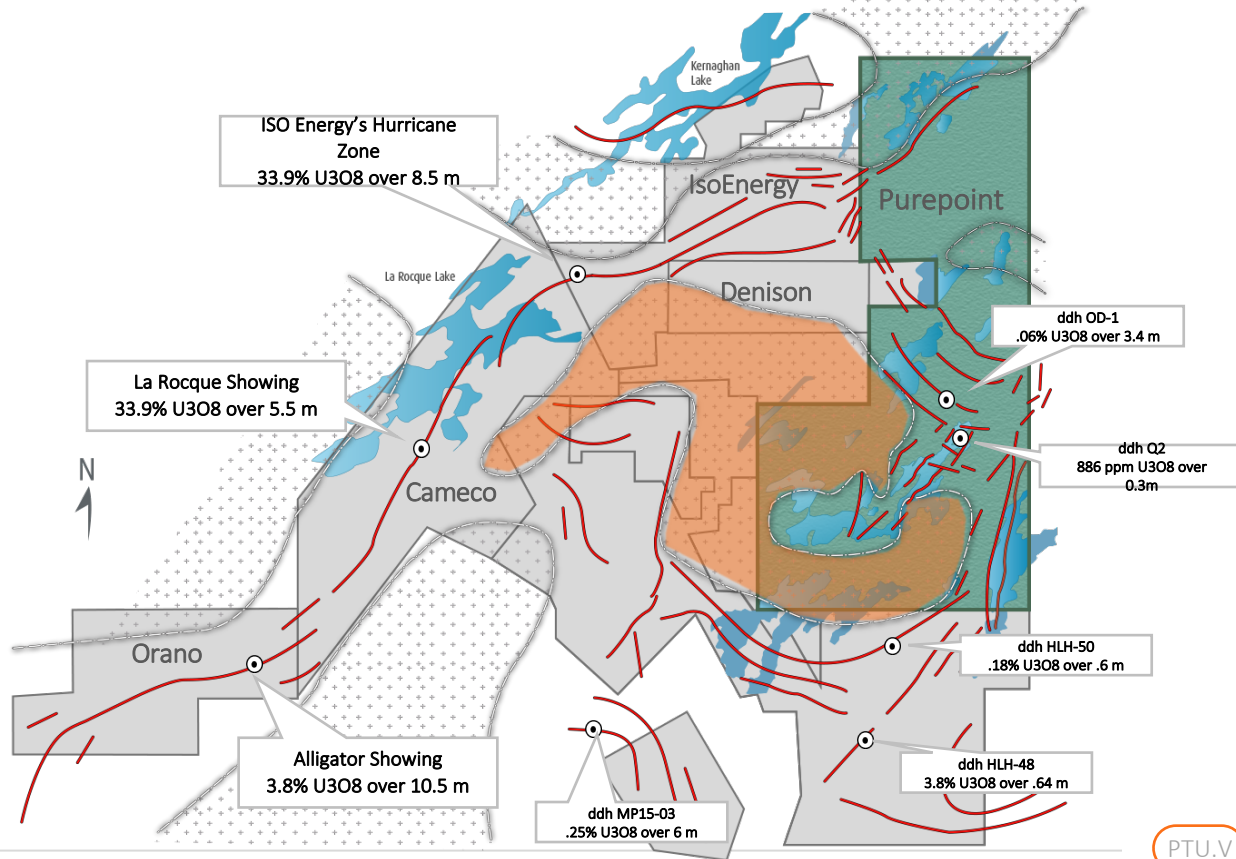 Kernaghan
Lake
ISO Energy's Hurricane
Zone
33.9% U3O8 over 8.5 m
IsoEnergy
Purepoint
La Rocque Lake
Denison
ddh OD-1
.06% U3O8 over 3.4 m
La Rocque Showing
33.9% U3O8 over 5.5 m
ddh Q2
886 ppm U3O8 over
0.3m
N
Cameco
Orano
ddh HLH-50
.18% U3O8 over .6 m
Alligator Showing
3.8% U3O8 over 10.5 m
ddh HLH-48
3.8% U3O8 over .64 m
ddh MP15-03
.25% U3O8 over 6 m
PTU.V